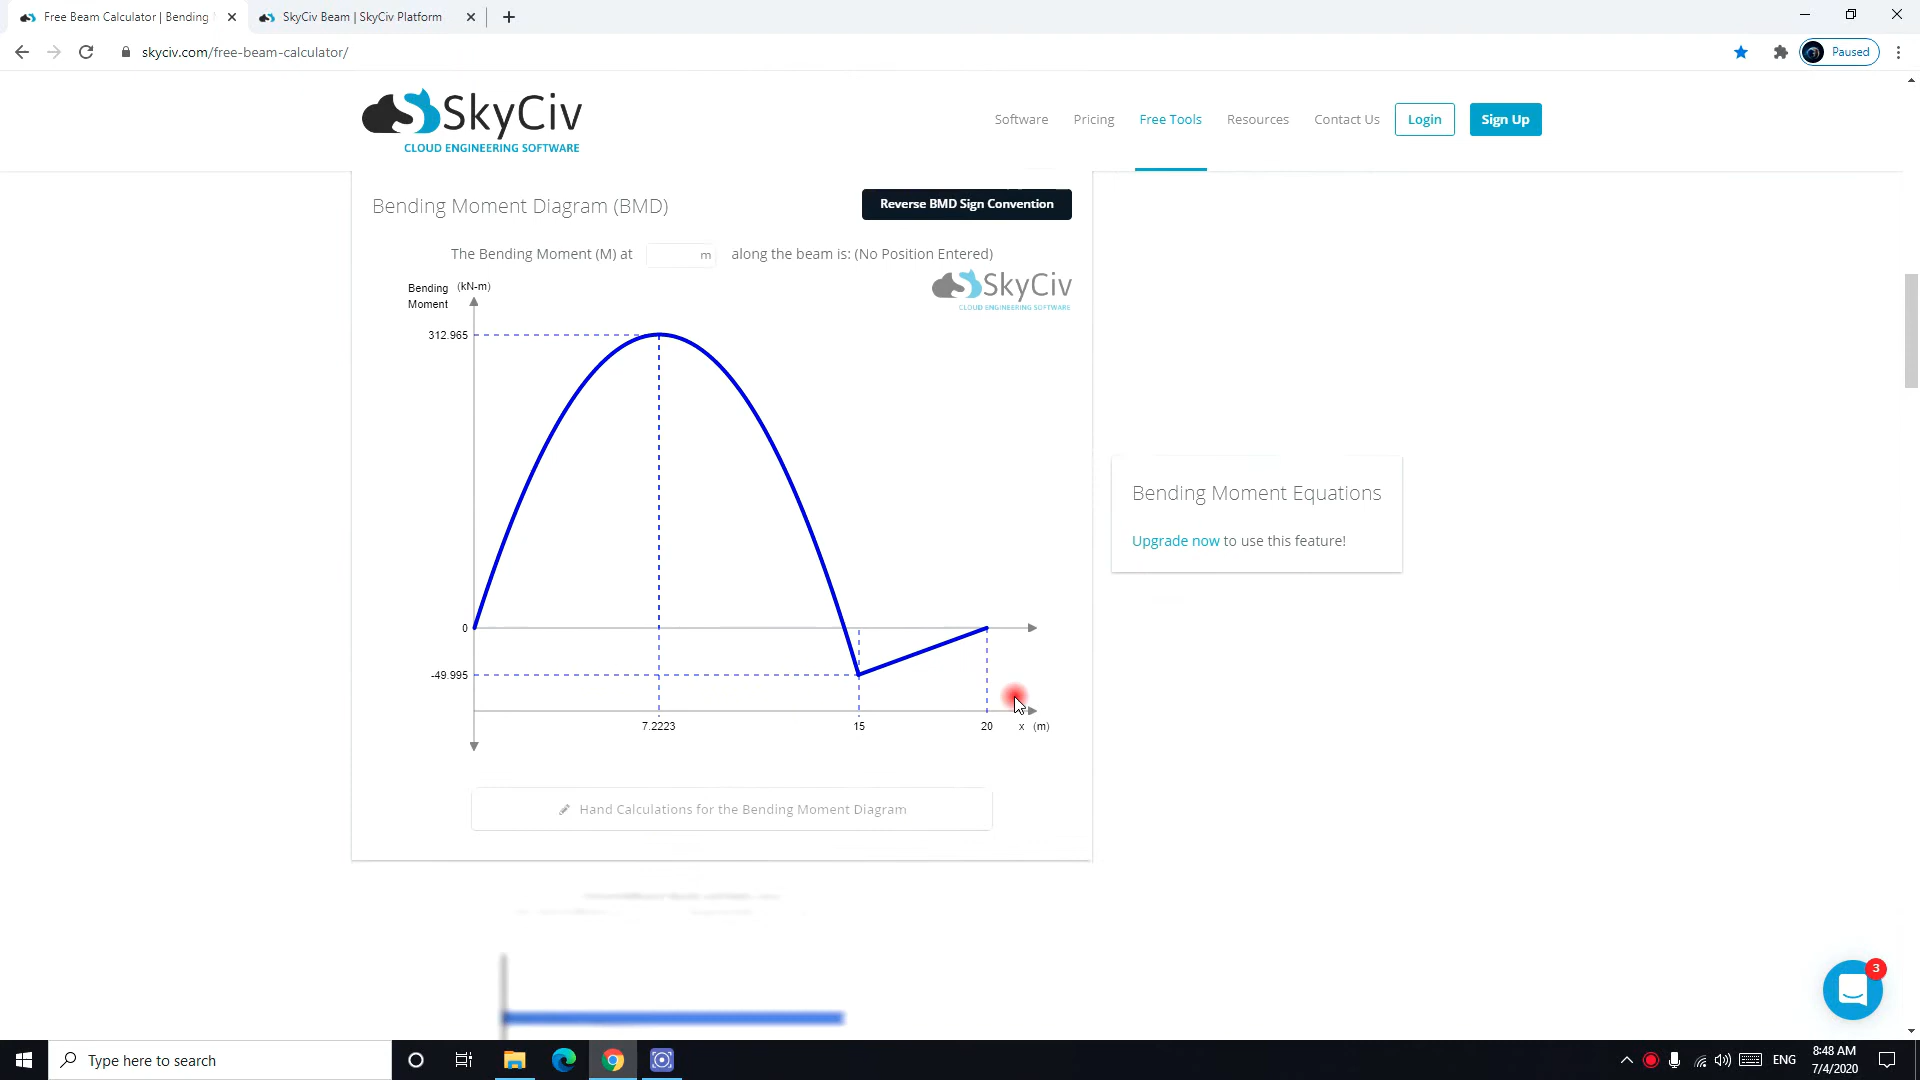 Free Beam Calculator | Bending
SkyCiv Beam | SkyCiv Platform
skyciv.com/free-beam-calculator/
Paused
SkyCiv
CLOUD ENGINEERING SOFTWARE
Software
Pricing
Free Tools
Resources
Contact Us
Login
Sign Up
Bending Moment Diagram (BMD)
Reverse BMD Sign Convention
The Bending Moment (M) at m along the beam is: (No Position Entered)
SkyCiv
CLOUD ENGINEERING SOFTWARE
Bending (kN-m)
Moment
312.965
0
-49.995
7.2223
15
20
x (m)
Hand Calculations for the Bending Moment Diagram
Bending Moment Equations
Upgrade now to use this feature!
3
Type here to search
ENG
8:48 AM
7/4/2020